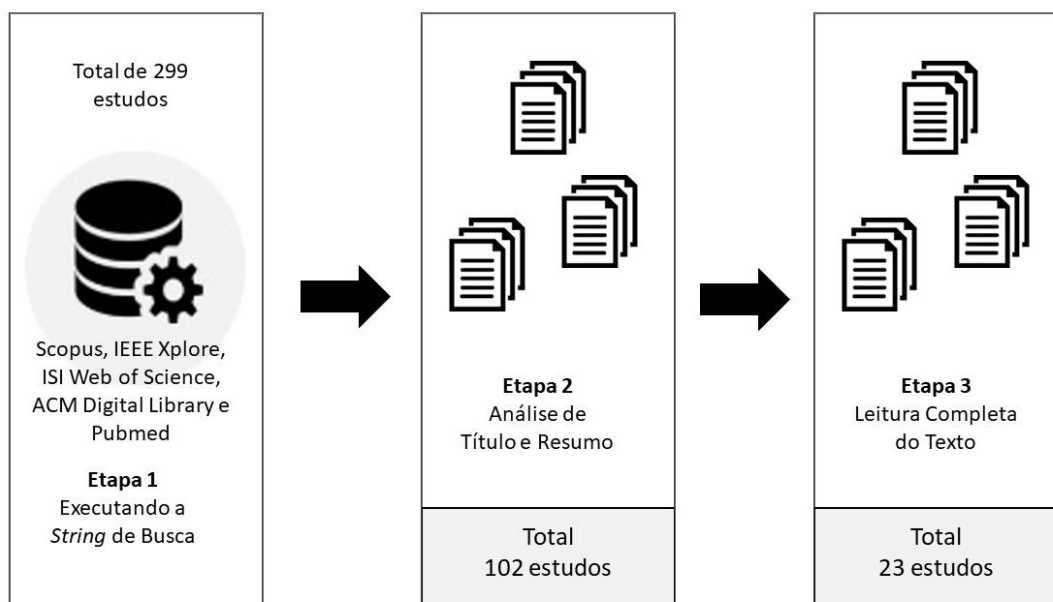 Total de 299
estudos
Scopus, IEEE Xplore,
ISI Web of Science,
ACM Digital Library e
Pubmed
Etapa 1
Executando a
String de Busca
Etapa 2
Análise de
Título e Resumo
Total
102 estudos
Etapa 3
Leitura Completa
do Texto
Total
23 estudos